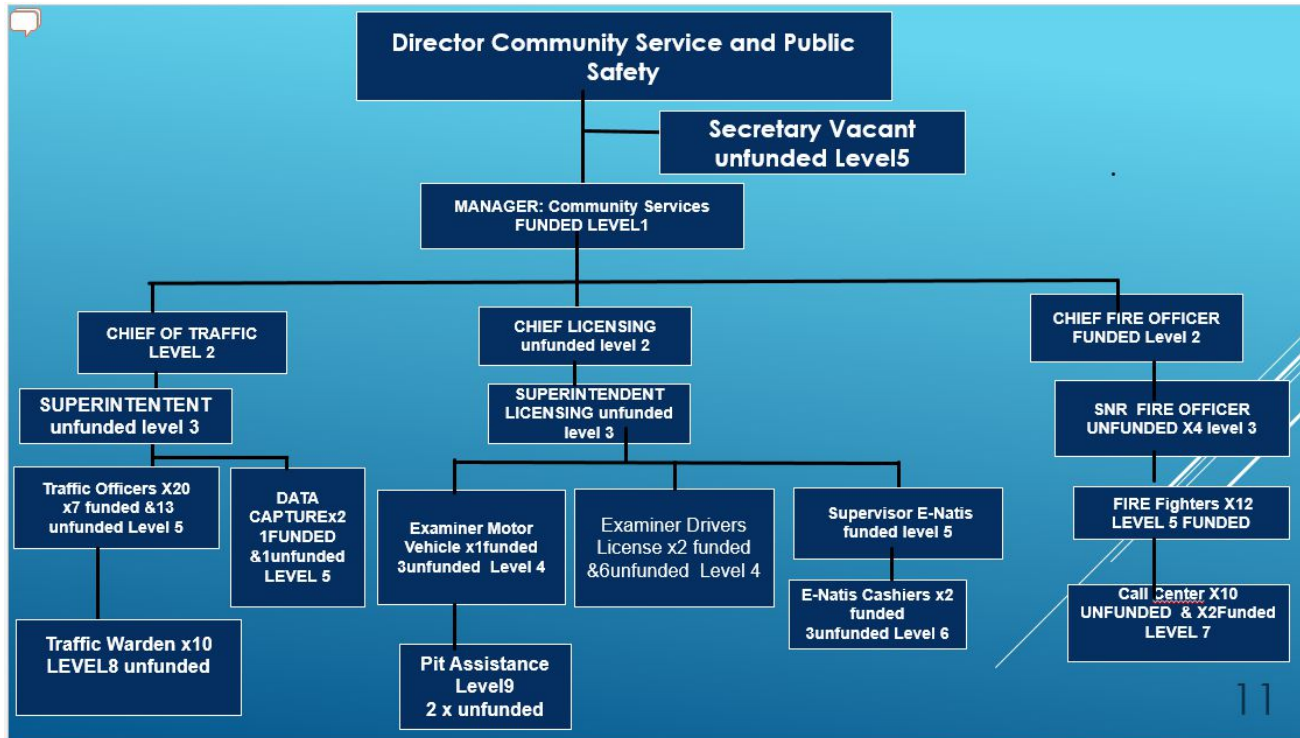 Director Community Service and Public
Safety
Secretary Vacant
unfunded Level5
MANAGER: Community Services
FUNDED LEVEL1
CHIEF OF TRAFFIC
LEVEL 2
CHIEF LICENSING
unfunded level 2
CHIEF FIRE OFFICER
FUNDED Level 2
SUPERINTENTENT
unfunded level 3
SUPERINTENDENT
LICENSING unfunded
level 3
SNR FIRE OFFICER
UNFUNDED X4 level 3
Traffic Officers X20
x7 funded &13
unfunded Level 5
DATA
CAPTUREx2
1FUNDED
&1unfunded
LEVEL 5
Examiner Motor
Vehicle x1funded
3unfunded Level 4
Examiner Drivers
License x2 funded
&6unfunded Level 4
Supervisor E-Natis
funded level 5
FIRE Fighters X12
LEVEL 5 FUNDED
E-Natis Cashiers x2
funded
3unfunded Level 6
Call Center X10
UNFUNDED & X2Funded
LEVEL 7
Traffic Warden x10
LEVEL8 unfunded
Pit Assistance
Level9
2 x unfunded
11